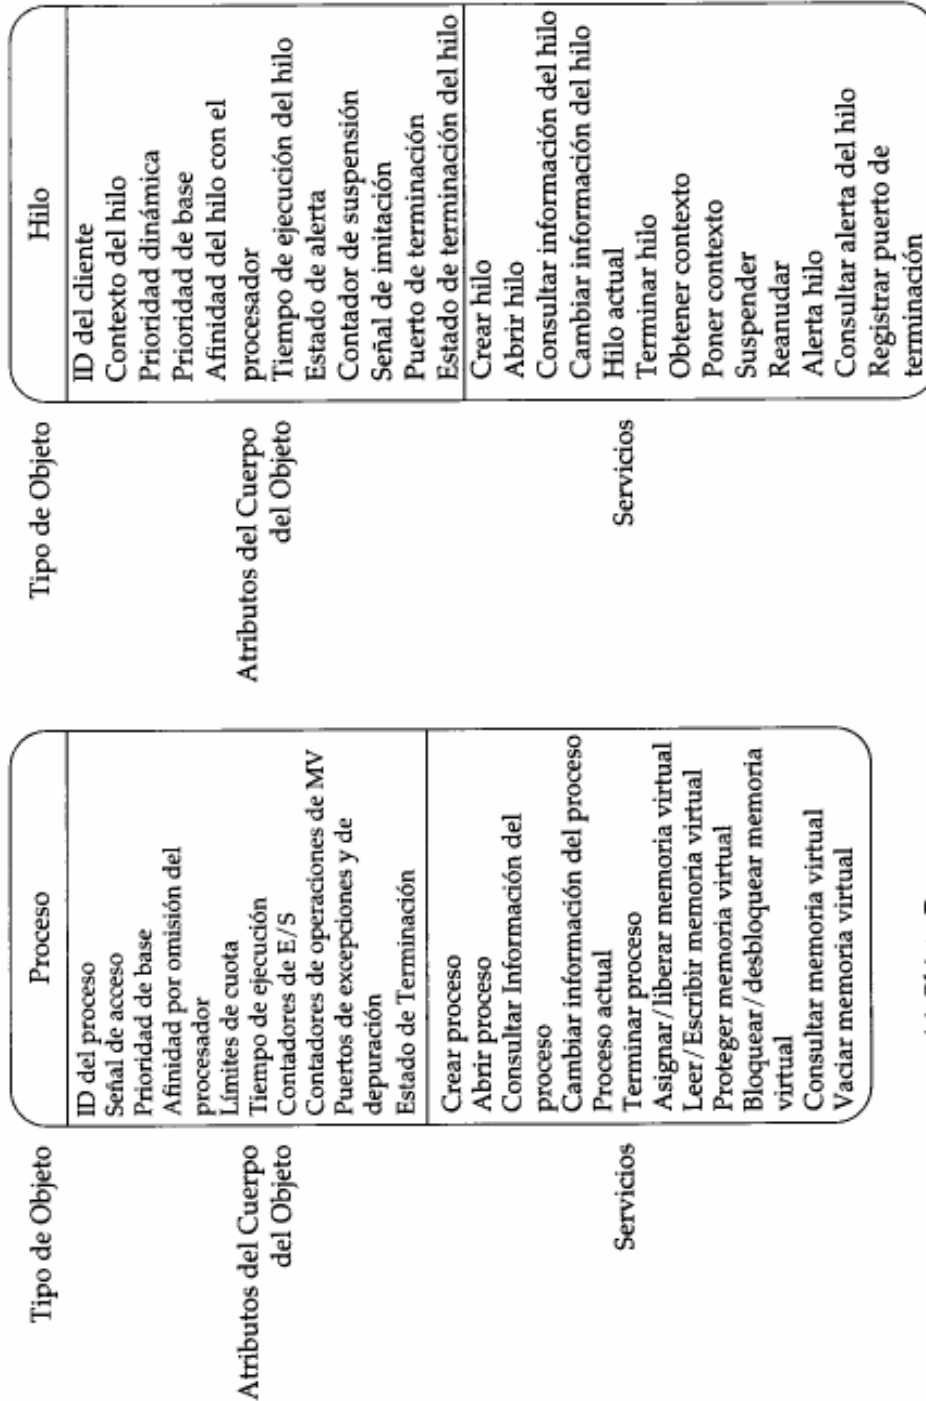 Tipo de Objeto
Proceso
Atributos del Cuerpo
del Objeto
ID del proceso
Señal de acceso
Prioridad de base
Afinidad por omisión del
procesador
Límites de cuota
Tiempo de ejecución
Contadores de E/S
Contadores de operaciones de MV
Puertos de excepciones y de
depuración
Estado de Terminación
Servicios
Crear proceso
Abrir proceso
Consultar Información del
proceso
Cambiar información del proceso
Proceso actual
Terminar proceso
Asignar/liberar memoria virtual
Leer/Escribir memoria virtual
Proteger memoria virtual
Bloquear/desbloquear memoria
virtual
Consultar memoria virtual
Vaciar memoria virtual
Tipo de Objeto
Hilo
Atributos del Cuerpo
del Objeto
ID del cliente
Contexto del hilo
Prioridad dinámica
Prioridad de base
Afinidad del hilo con el
procesador
Tiempo de ejecución del hilo
Estado de alerta
Contador de suspensión
Señal de imitación
Puerto de terminación
Estado de terminación del hilo
Servicios
Crear hilo
Abrir hilo
Consultar información del hilo
Cambiar información del hilo
Hilo actual
Terminar hilo
Obtener contexto
Poner contexto
Suspender
Reanudar
Alerta hilo
Consultar alerta del hilo
Registrar puerto de
terminación